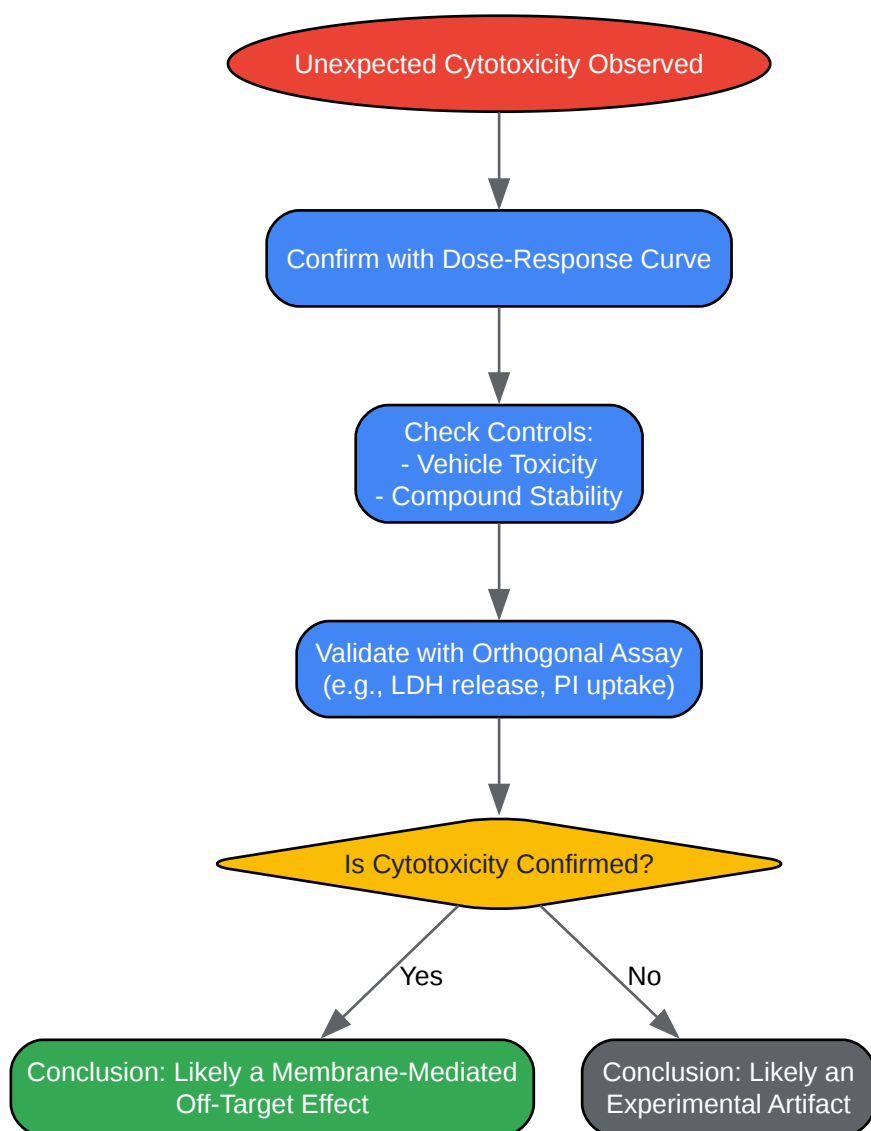 Unexpected Cytotoxicity Observed
Confirm with Dose-Response Curve
Check Controls:
- Vehicle Toxicity
- Compound Stability
Validate with Orthogonal Assay
(e.g., LDH release, PI uptake)
Is Cytotoxicity Confirmed?
Yes
No
Conclusion: Likely a Membrane-Mediated
Off-Target Effect
Conclusion: Likely an
Experimental Artifact